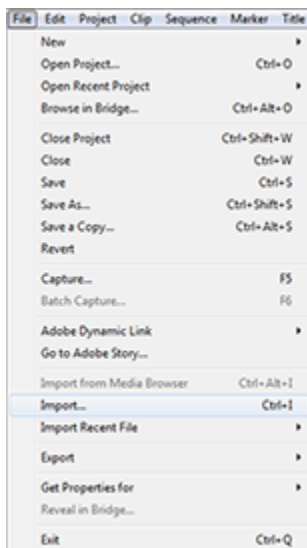 File Edit Project Clip Sequence Marker Title
New
Open Project... Ctrl+O
Open Recent Project
Browse in Bridge... Ctrl+Alt+O
Close Project Ctrl+Shift+W
Close Ctrl+W
Save Ctrl+S
Save As... Ctrl+Shift+S
Save a Copy... Ctrl+Alt+S
Revert
Capture... F5
Batch Capture... F6
Adobe Dynamic Link
Go to Adobe Story...
Import from Media Browser Ctrl+Alt+I
Import... Ctrl+I
Import Recent File
Export
Get Properties for
Reveal in Bridge...
Exit Ctrl+Q